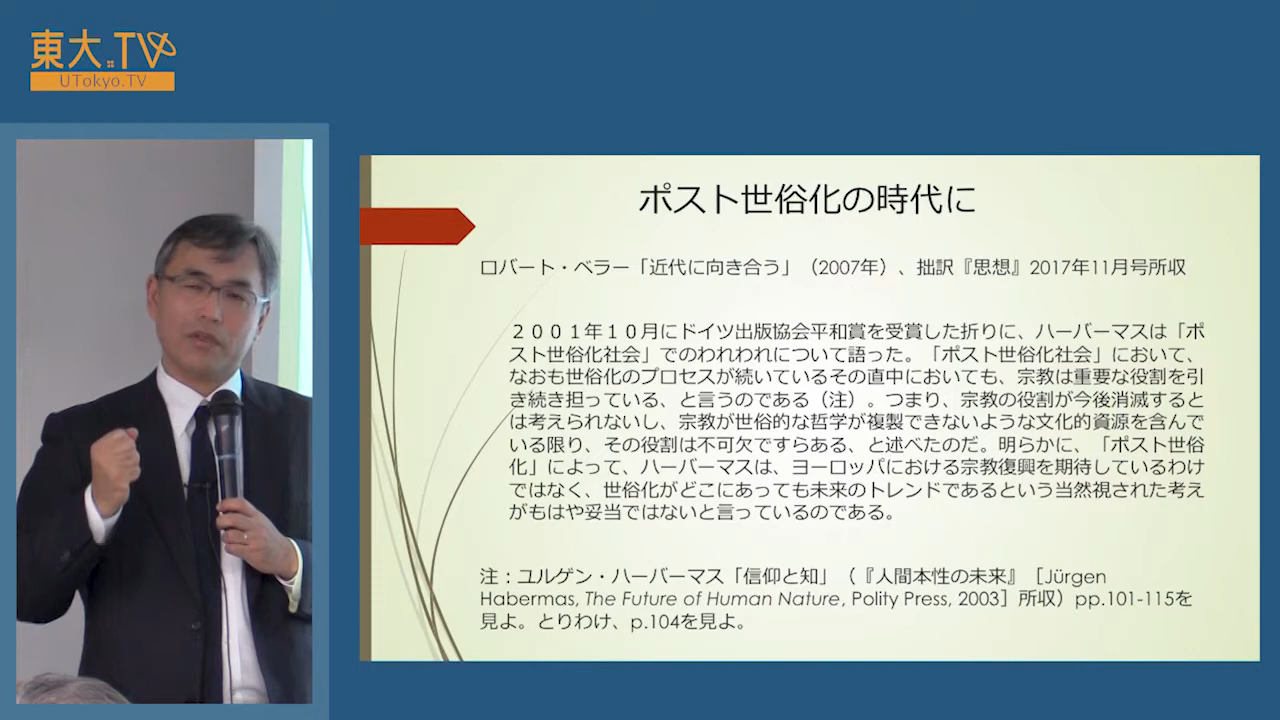 東大.TV
UTokyo.TV
ポスト世俗化の時代に
ロバート・ベラー「近代に向き合う」（2007年）、拙訳『思想』2017年11月号所収
２００１年１０月にドイツ出版協会平和賞を受賞した折りに、ハーバーマスは「ポ
スト世俗化社会」でのわれわれについて語った。「ポスト世俗化社会」において、
なおも世俗化のプロセスが続いているその直中においても、宗教は重要な役割を引
き続き担っている、と言うのである（注）。つまり、宗教の役割が今後消滅すると
は考えられないし、宗教が世俗的な哲学が複製できないような文化的資源を含んで
いる限り、その役割は不可欠ですらある、と述べたのだ。明らかに、「ポスト世俗
化」によって、ハーバーマスは、ヨーロッパにおける宗教復興を期待しているわけ
ではなく、世俗化がどこにあっても未来のトレンドであるという当然視された考え
がもはや妥当ではないと言っているのである。
注：ユルゲン・ハーバーマス「信仰と知」（『人間本性の未来』［Jürgen
Habermas, The Future of Human Nature, Polity Press, 2003］所収）pp.101-115を
見よ。とりわけ、p.104を見よ。